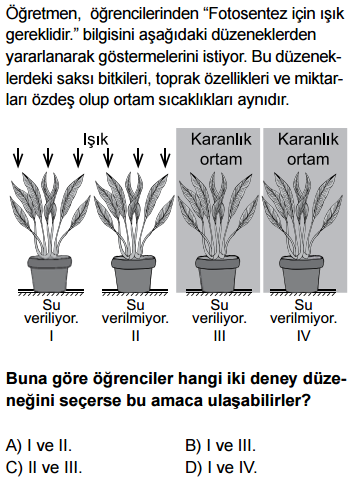 Öğretmen, öğrencilerinden “Fotosentez için ışık
gereklidir.” bilgisini aşağıdaki düzeneklerden
yararlanarak göstermelerini istiyor. Bu düzenek-
lerdeki saksı bitkileri, toprak özellikleri ve miktar-
ları özdeş olup ortam sıcaklıkları aynıdır.
Işık
Karanlık
ortam
Karanlık
ortam
Su
veriliyor.
I
Su
verilmiyor.
II
Su
veriliyor.
III
Su
verilmiyor.
IV
Buna göre öğrenciler hangi iki deney düze-
neğini seçerse bu amaca ulaşabilirler?
A) I ve II.
B) I ve III.
C) II ve III.
D) I ve IV.